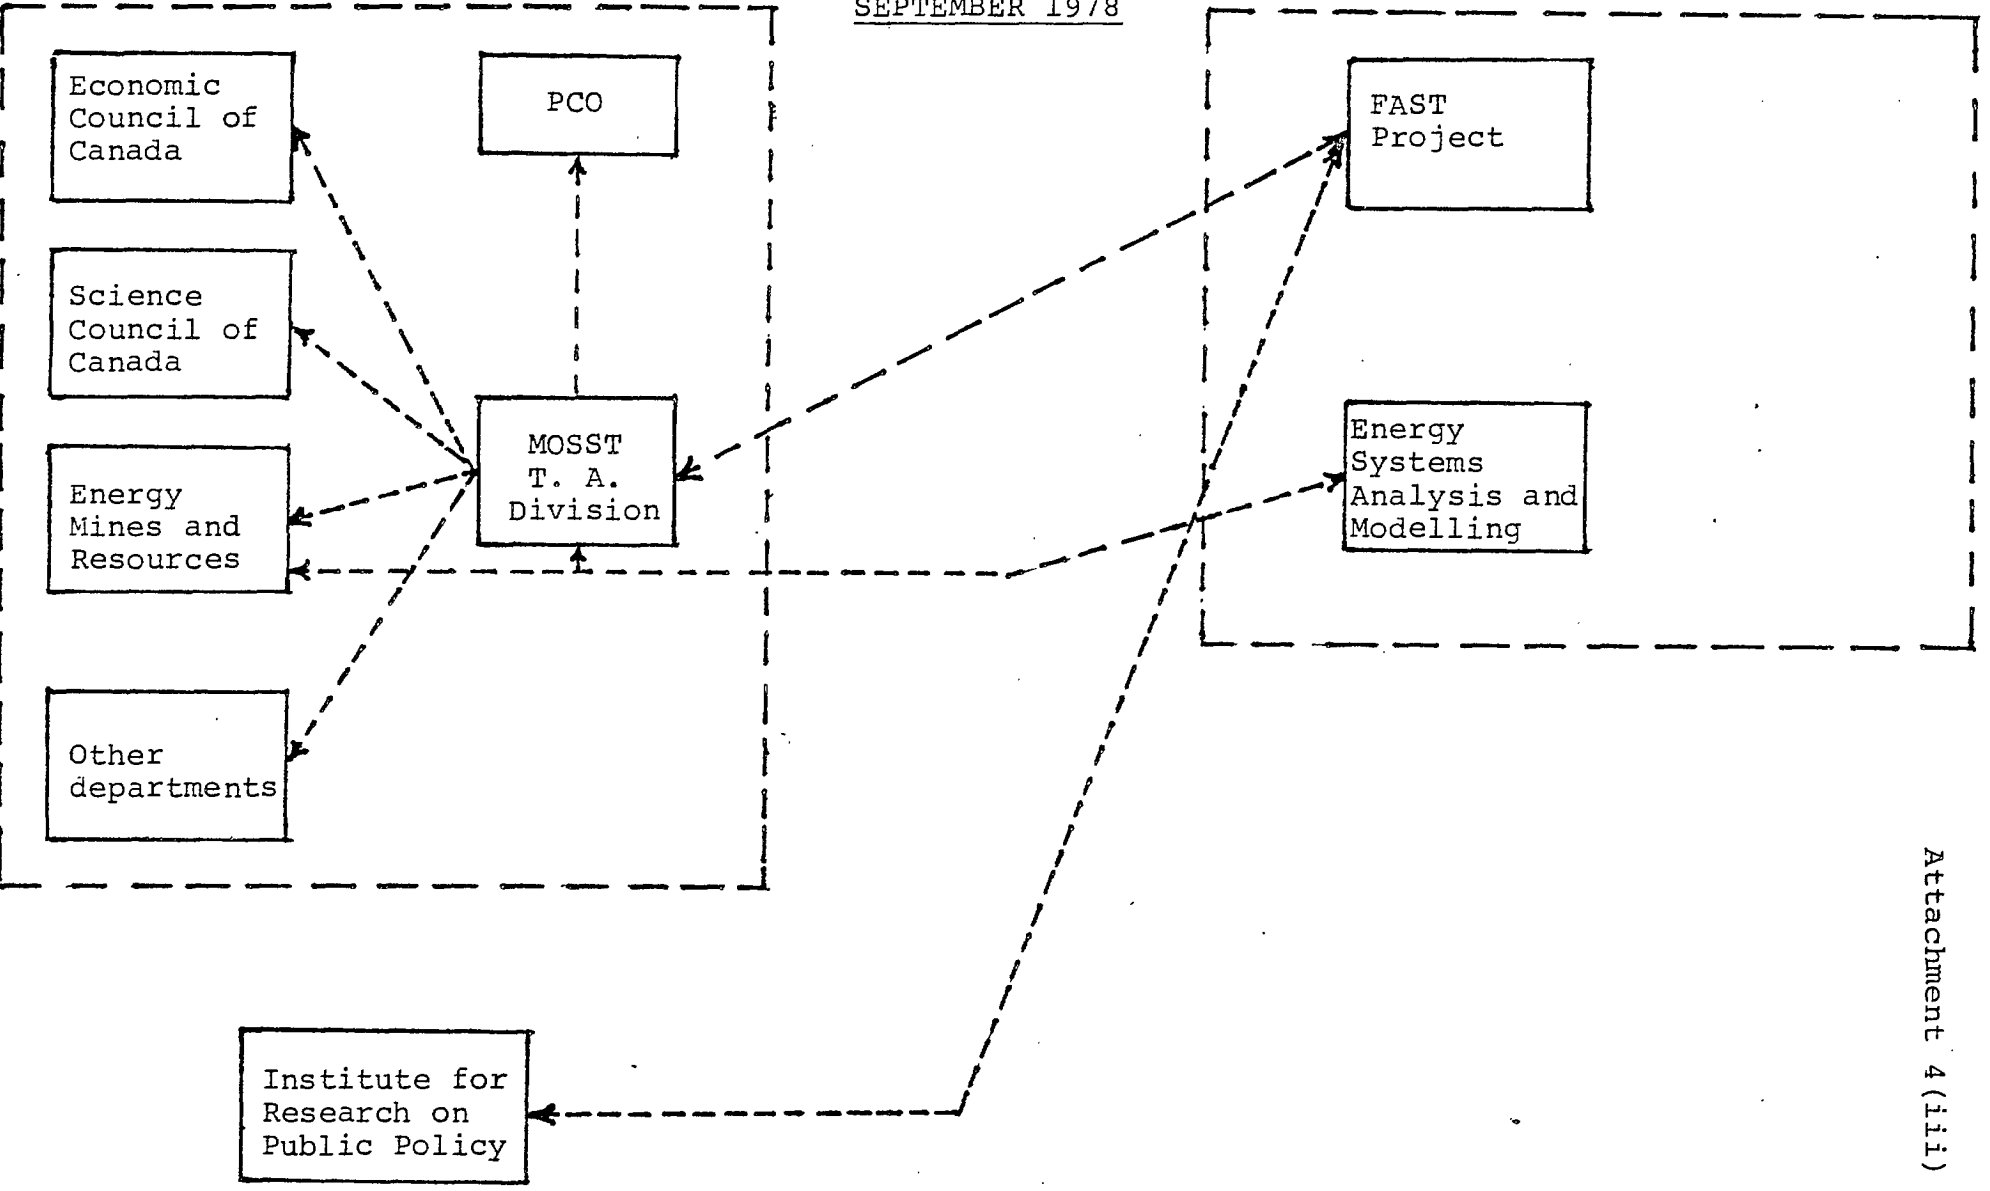 SEPTEMBER 1978
Economic
Council of
Canada
PCO
FAST
Project
Science
Council of
Canada
MOSST
T. A.
Division
Energy
Systems
Analysis and
Modelling
Energy
Mines and
Resources
Other
departments
Institute for
Research on
Public Policy
Attachment 4(iii)